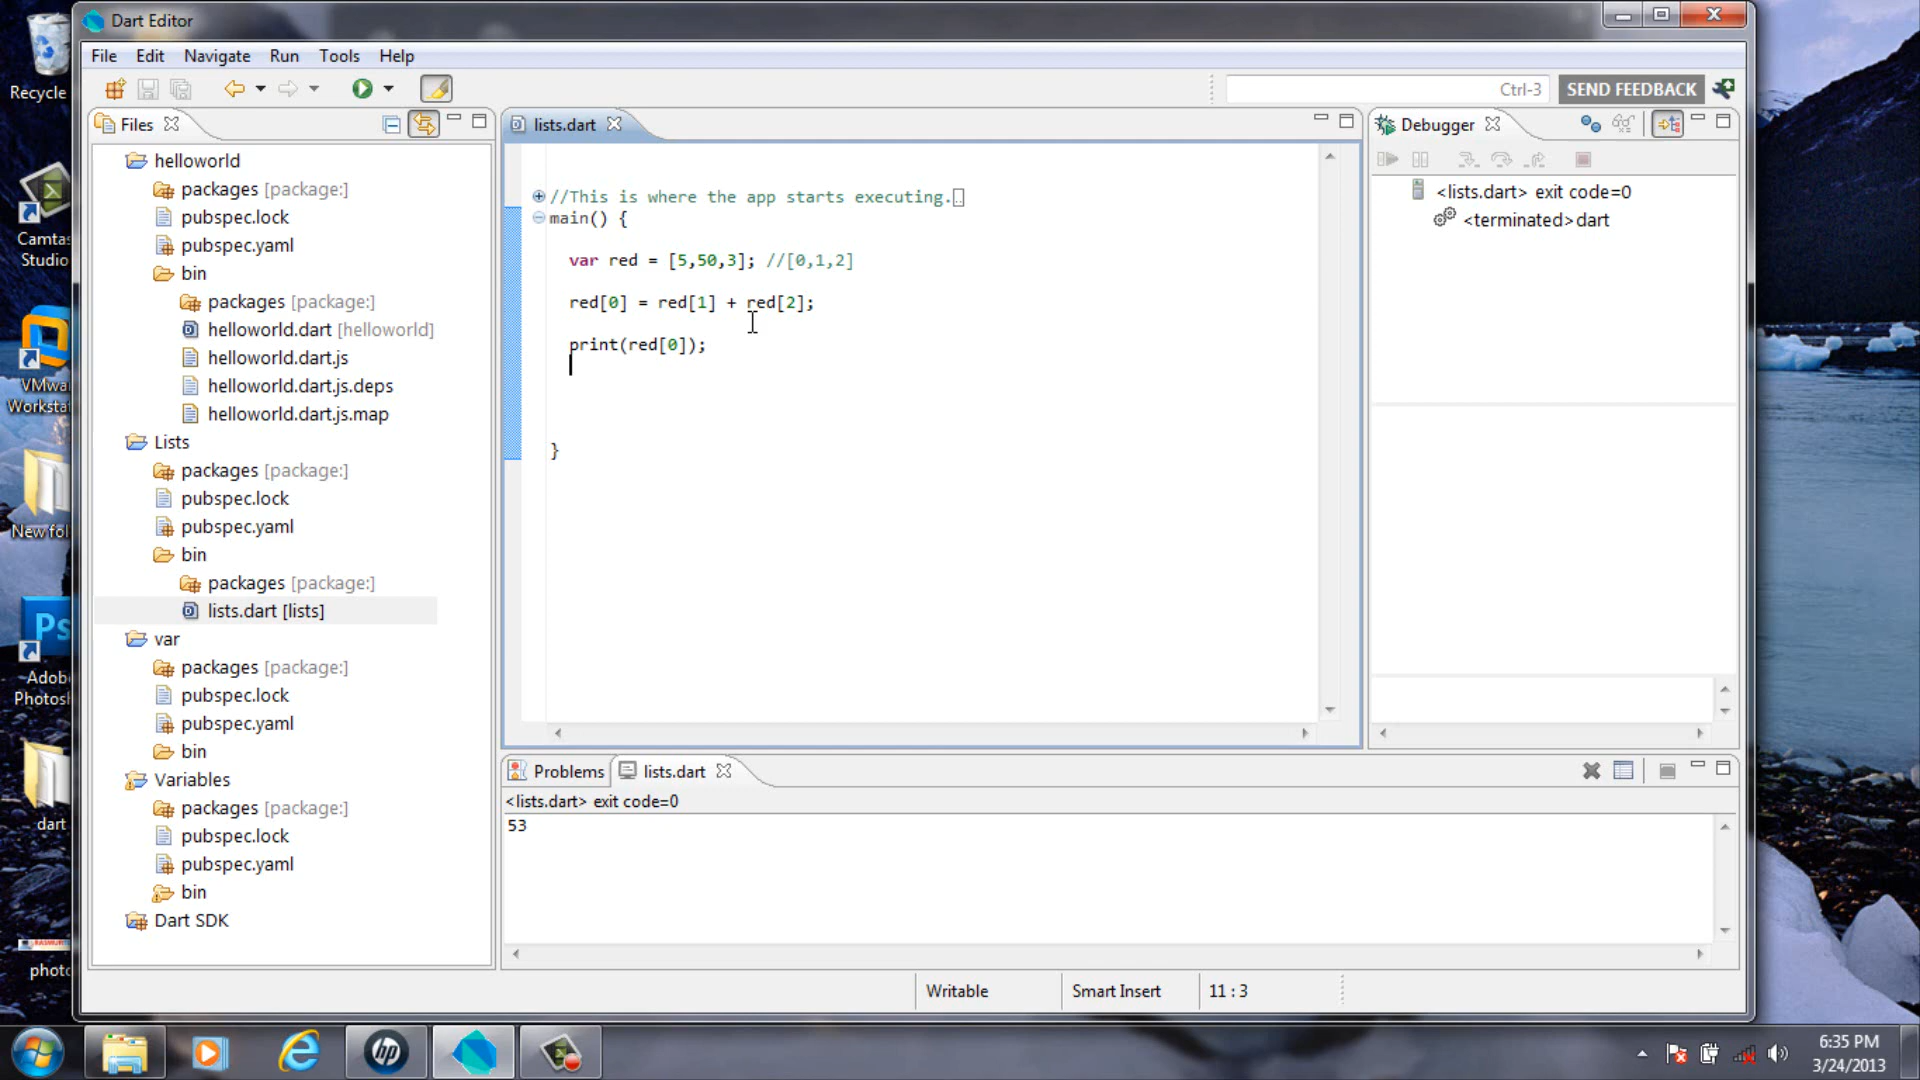 Dart Editor
File Edit Navigate Run Tools Help
Ctrl-3 SEND FEEDBACK
Recycle
Camtas
Studio
VMwa
Worksta
New fol
Ps
Adob
Photosh
dart
photo
Files
helloworld
packages [package:]
pubspec.lock
pubspec.yaml
bin
packages [package:]
helloworld.dart [helloworld]
helloworld.dart.js
helloworld.dart.js.deps
helloworld.dart.js.map
Lists
packages [package:]
pubspec.lock
pubspec.yaml
bin
packages [package:]
lists.dart [lists]
var
packages [package:]
pubspec.lock
pubspec.yaml
bin
Variables
packages [package:]
pubspec.lock
pubspec.yaml
bin
Dart SDK
lists.dart
//This is where the app starts executing.
main() {
var red = [5,50,3]; //[0,1,2]
red[0] = red[1] + red[2];
print(red[0]);
}
Debugger
<lists.dart> exit code=0
<terminated>dart
Problems lists.dart
<lists.dart> exit code=0
53
Writable Smart Insert 11 : 3
hp
6:35 PM
3/24/2013